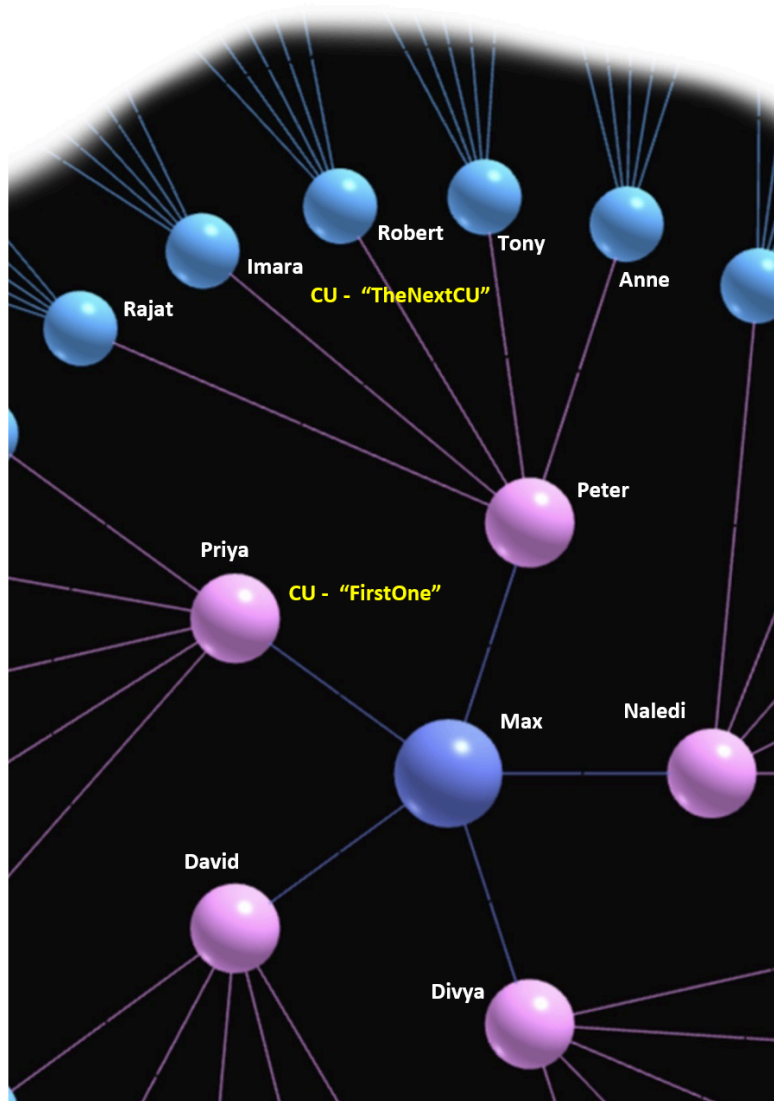 Robert
Tony
Imara
Anne
CU - “TheNextCU”
Rajat
Peter
Priya
CU - “FirstOne”
Max
Naledi
David
Divya